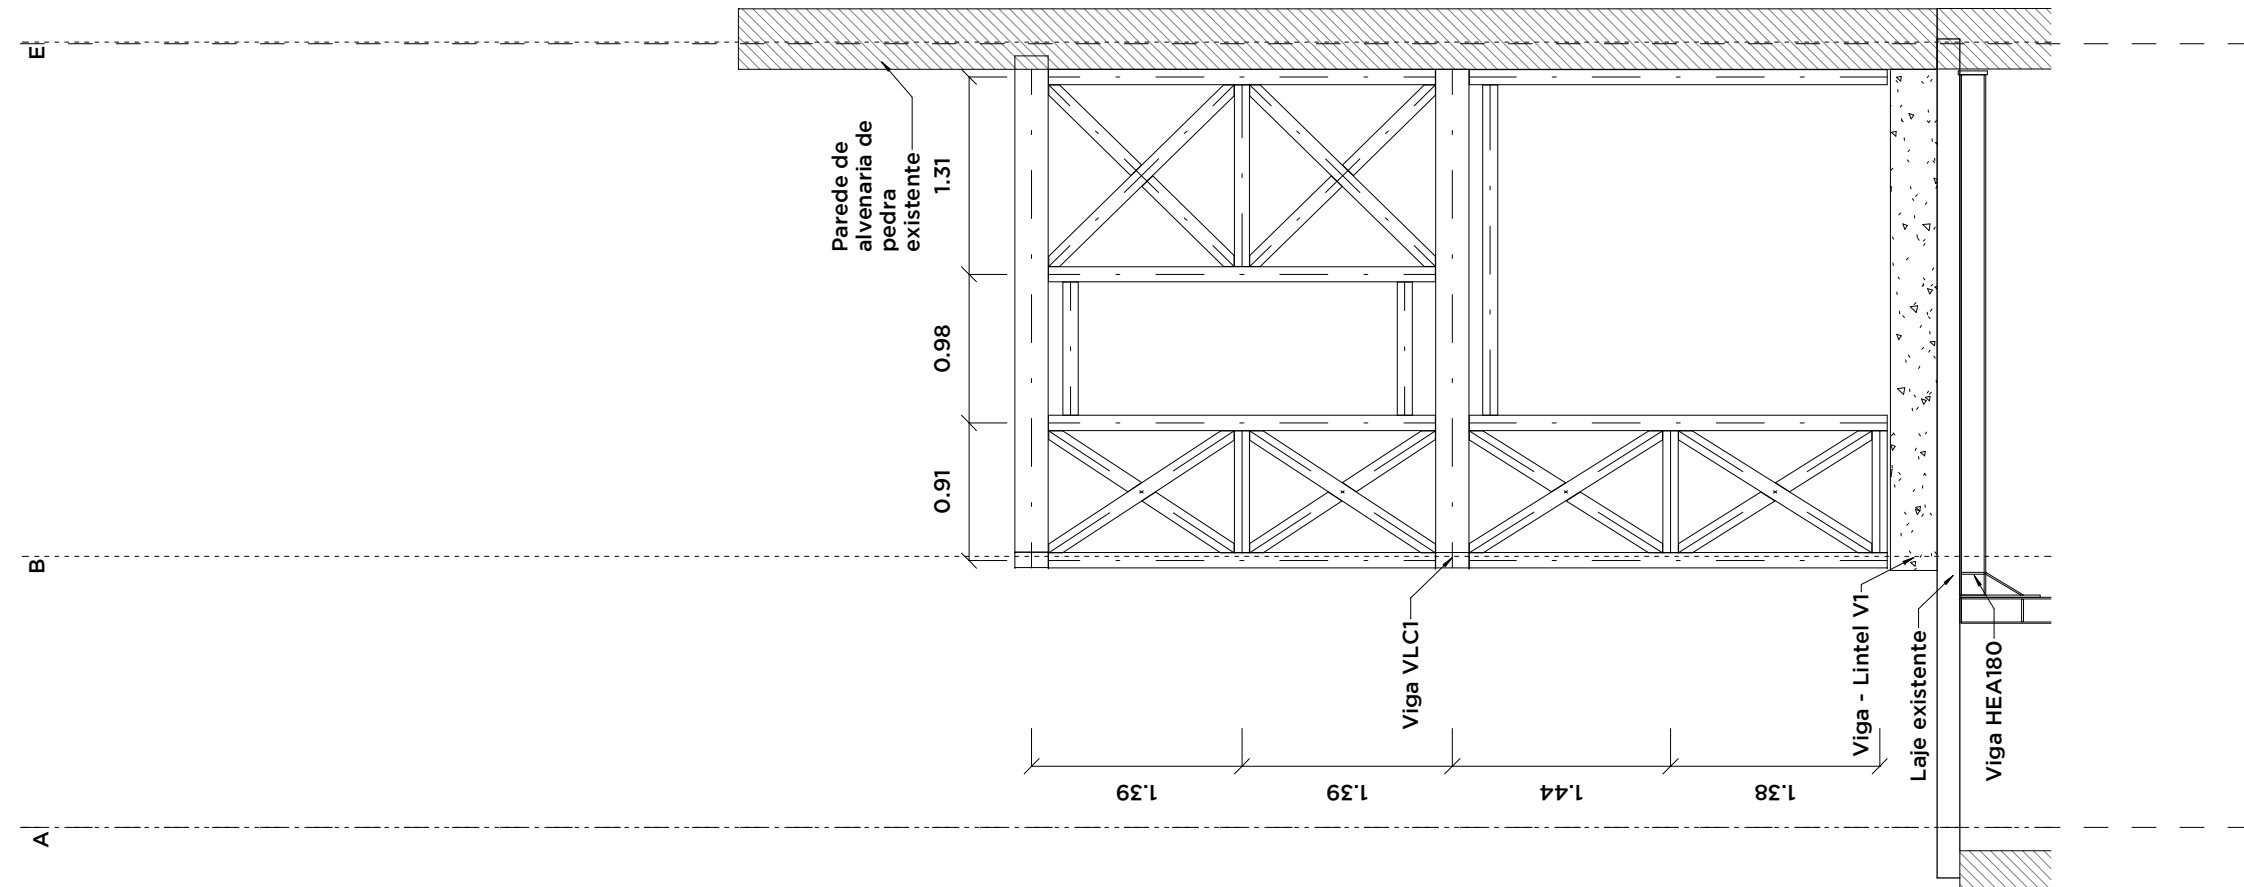 A
B
E
Parede de
alvenaria de
pedra
existente
0.91
0.98
1.31
1.39
1.39
1.44
1.38
Viga VLC1
Viga - Lintel V1
Laje existente
Viga HEA180